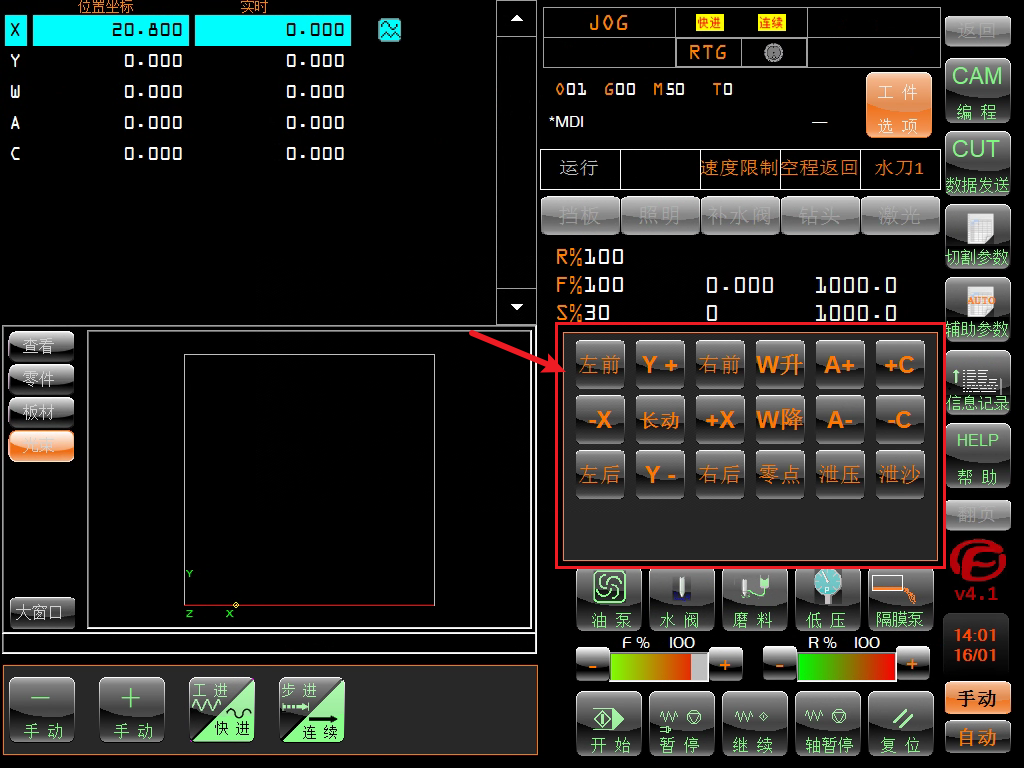 位置坐标 实时
X 20.800 0.000
Y 0.000 0.000
W 0.000 0.000
A 0.000 0.000
C 0.000 0.000
JOG 快进 连续
RTG
O01 G00 M50 T0
*MDI —
工件
选项
运行 速度限制 空程返回 水刀1
挡板 照明 补水阀 钻头 激光
R%100
F%100 0.000 1000.0
S%30 0 1000.0
左前 Y + 右前 W升 A+ +C
-X 长动 +X W降 A- -C
左后 Y - 右后 零点 泄压 泄沙
油泵 水阀 磨料 低压 隔膜泵
F % 100 R % 100
- + - +
开始 暂停 继续 轴暂停 复位
查看
零件
板材
光束
大窗口
Y
Z X
手动 手动 工进 快进 步进 连续
返回
CAM
编程
CUT
数据发送
切割参数
AUTO
辅助参数
信息记录
HELP
帮助
翻页
v4.1
14:01
16/01
手动
自动